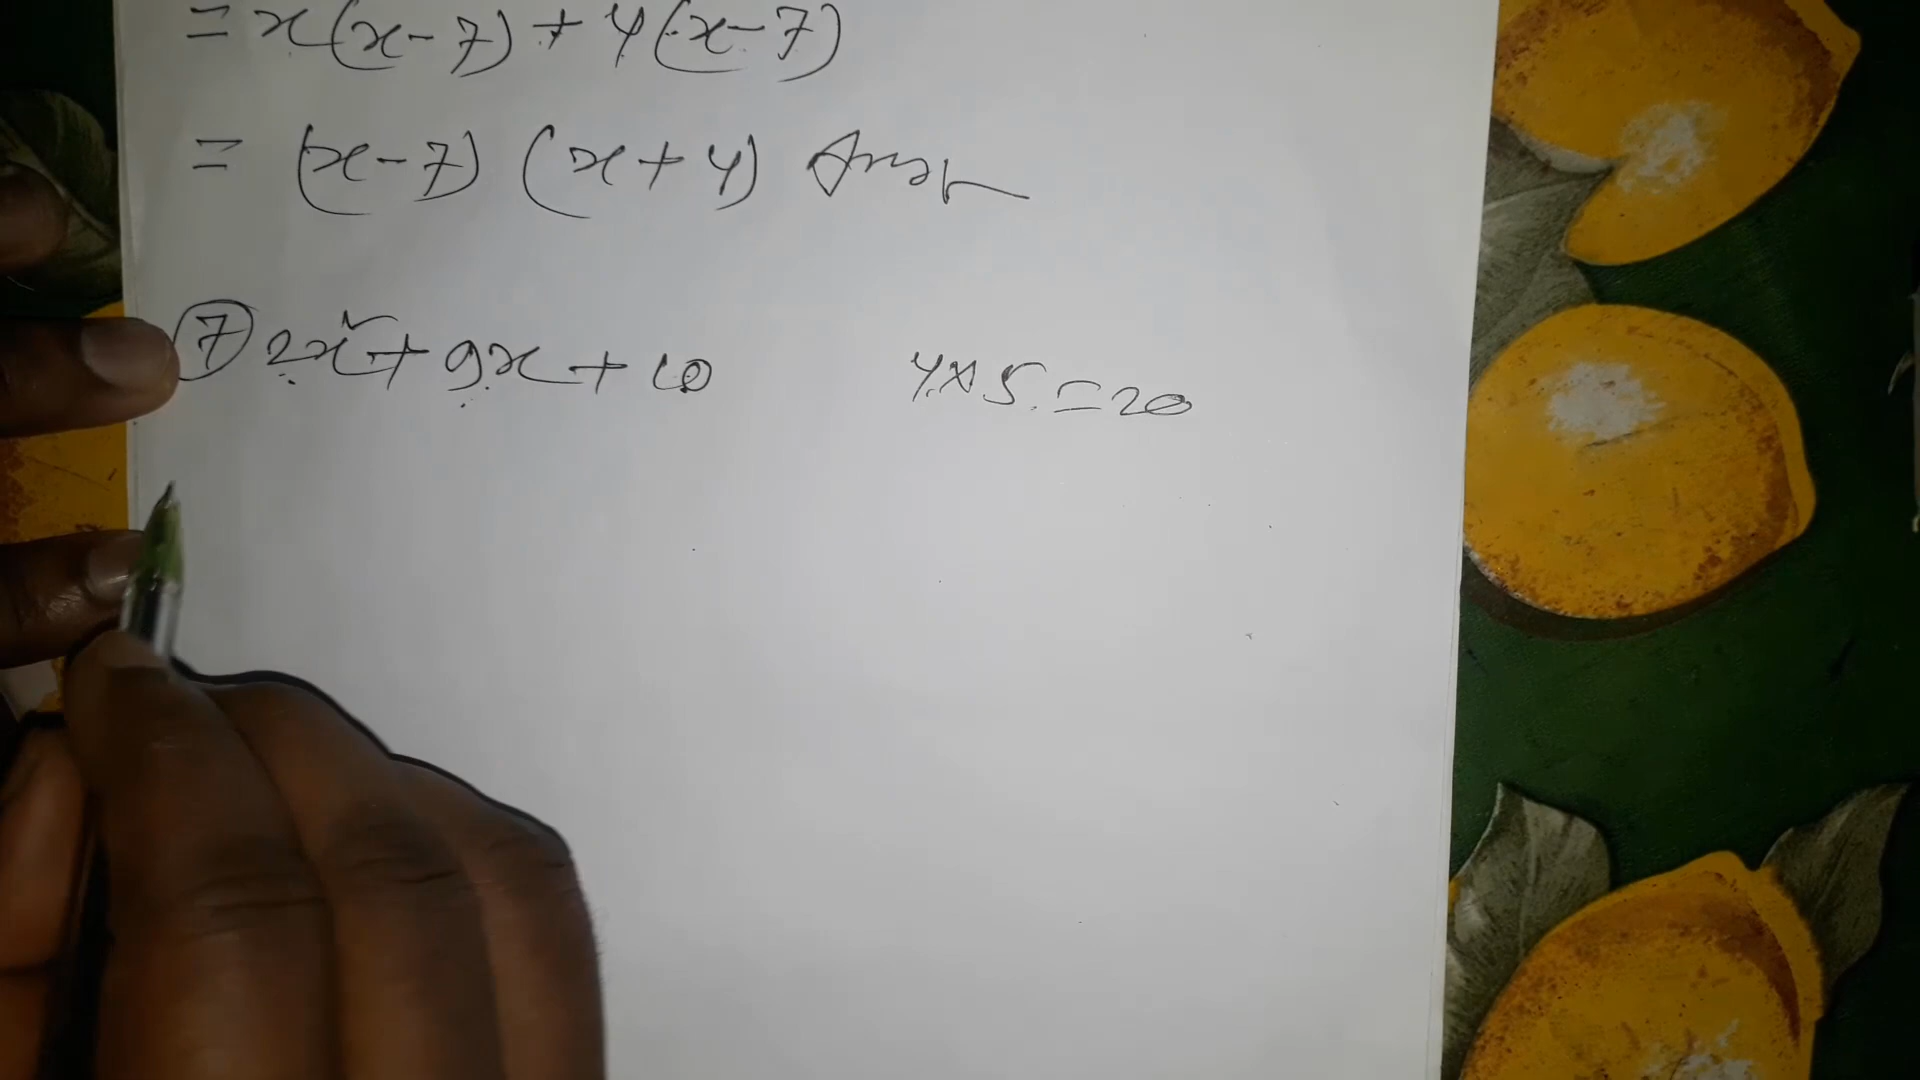 = x(x-7) + 4(x-7)
= (x-7) (x+4) Ans
⑦ 2x² + 9x + 10
4×5=20